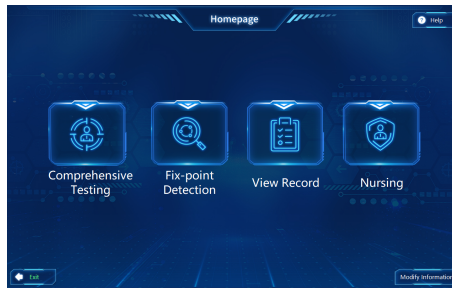 Homepage
? Help
Comprehensive
Testing
Fix-point
Detection
View Record
Nursing
Exit
Modify Information